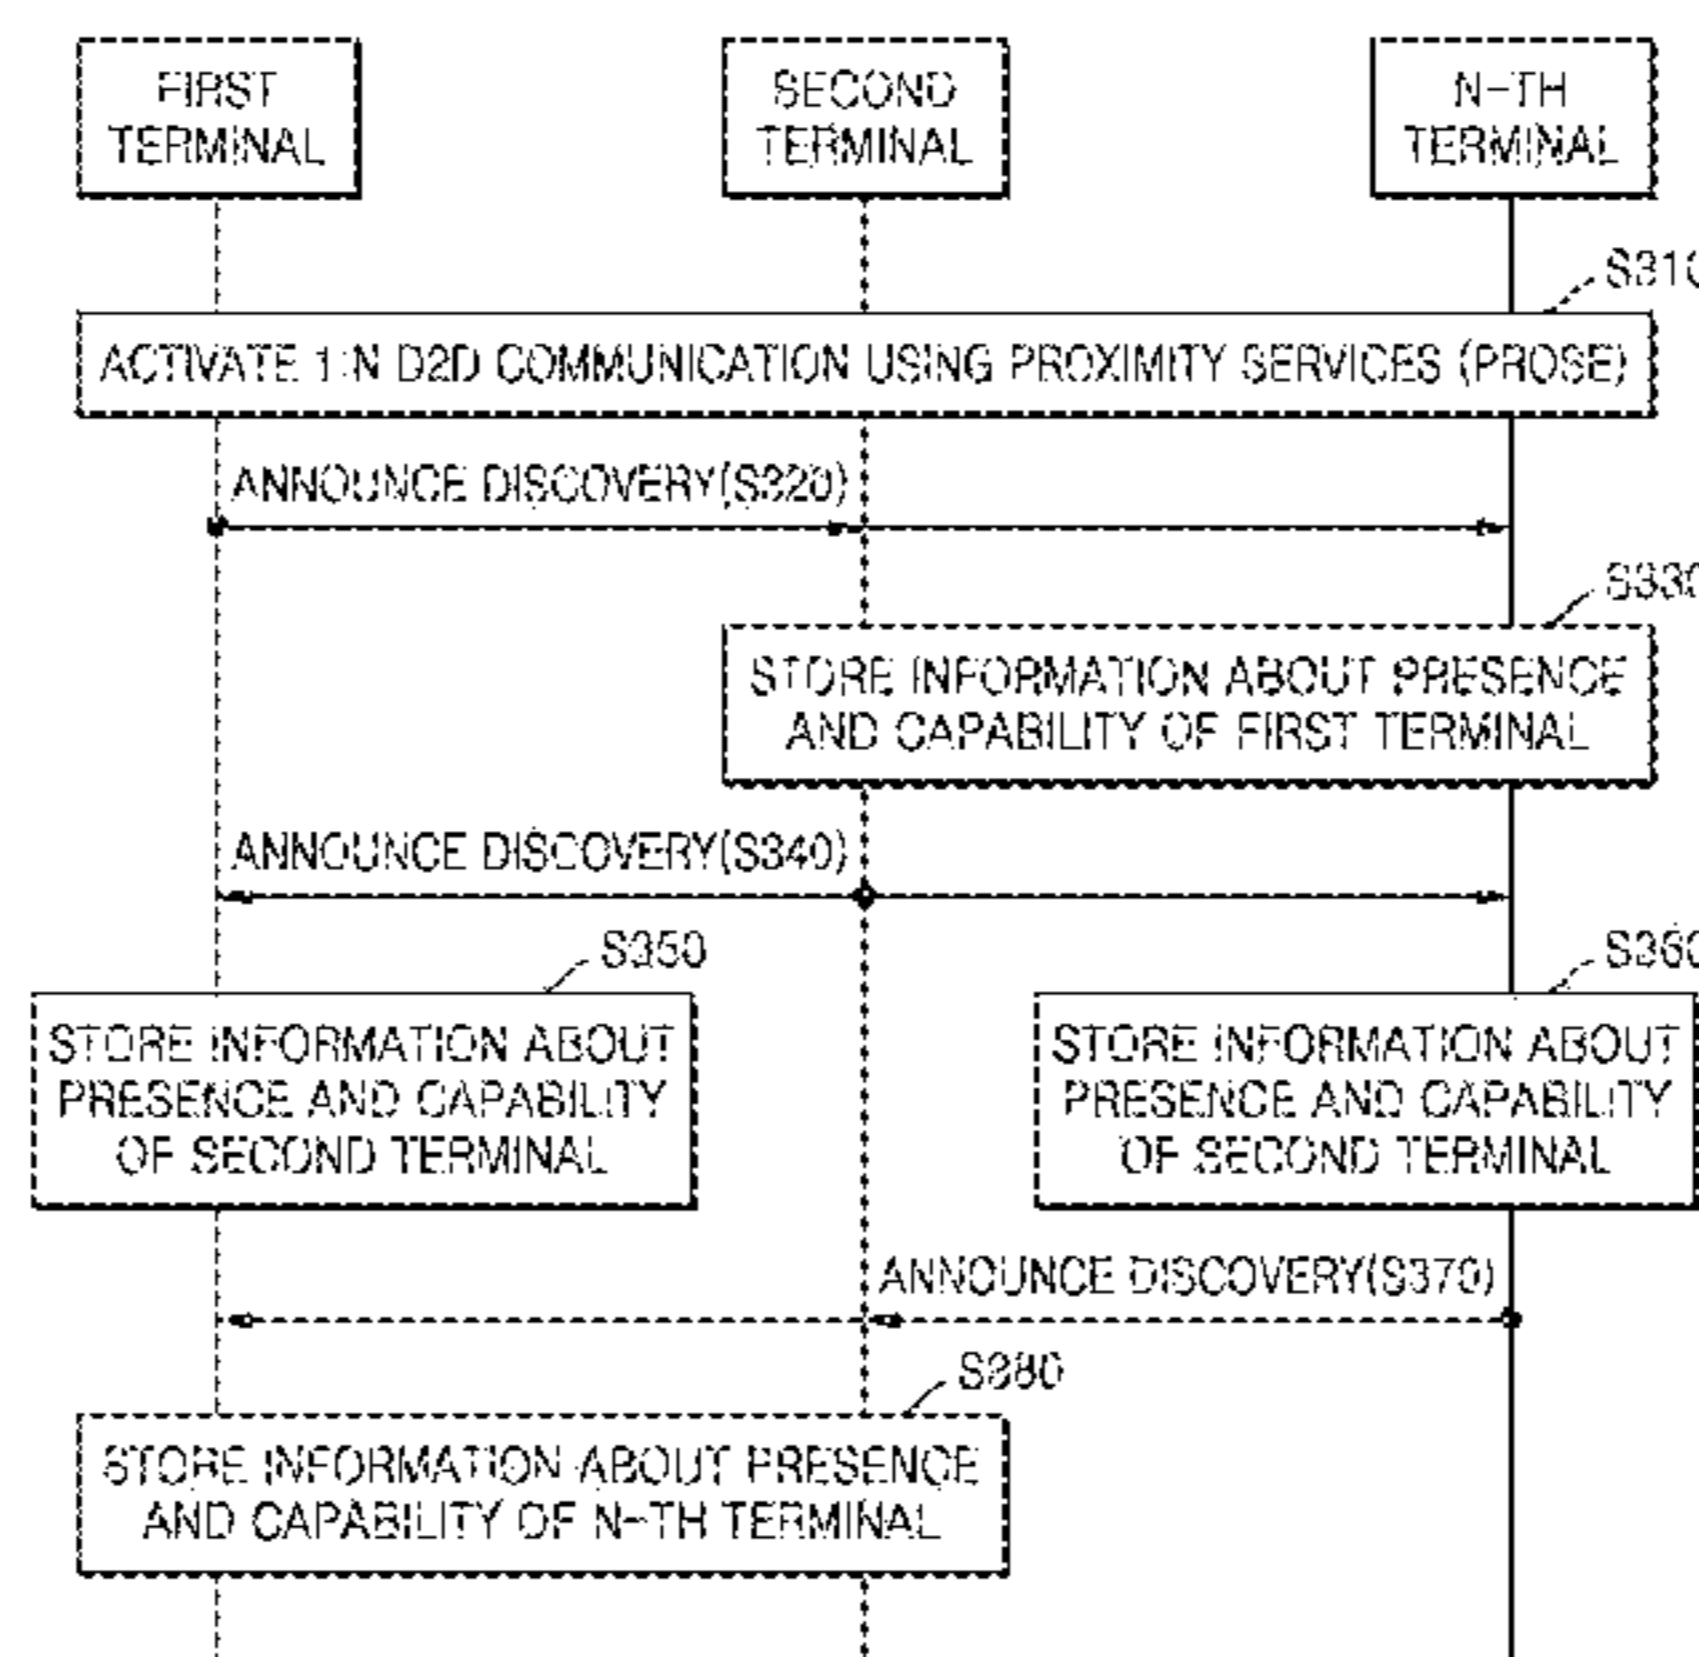 FIRST
TERMINAL
SECOND
TERMINAL
N-TH
TERMINAL
S310
ACTIVATE 1:N D2D COMMUNICATION USING PROXIMITY SERVICES (PROSE)
ANNOUNCE DISCOVERY(S320)
S330
STORE INFORMATION ABOUT PRESENCE
AND CAPABILITY OF FIRST TERMINAL
ANNOUNCE DISCOVERY(S340)
S350
S360
STORE INFORMATION ABOUT
PRESENCE AND CAPABILITY
OF SECOND TERMINAL
STORE INFORMATION ABOUT
PRESENCE AND CAPABILITY
OF SECOND TERMINAL
ANNOUNCE DISCOVERY(S370)
S380
STORE INFORMATION ABOUT PRESENCE
AND CAPABILITY OF N-TH TERMINAL